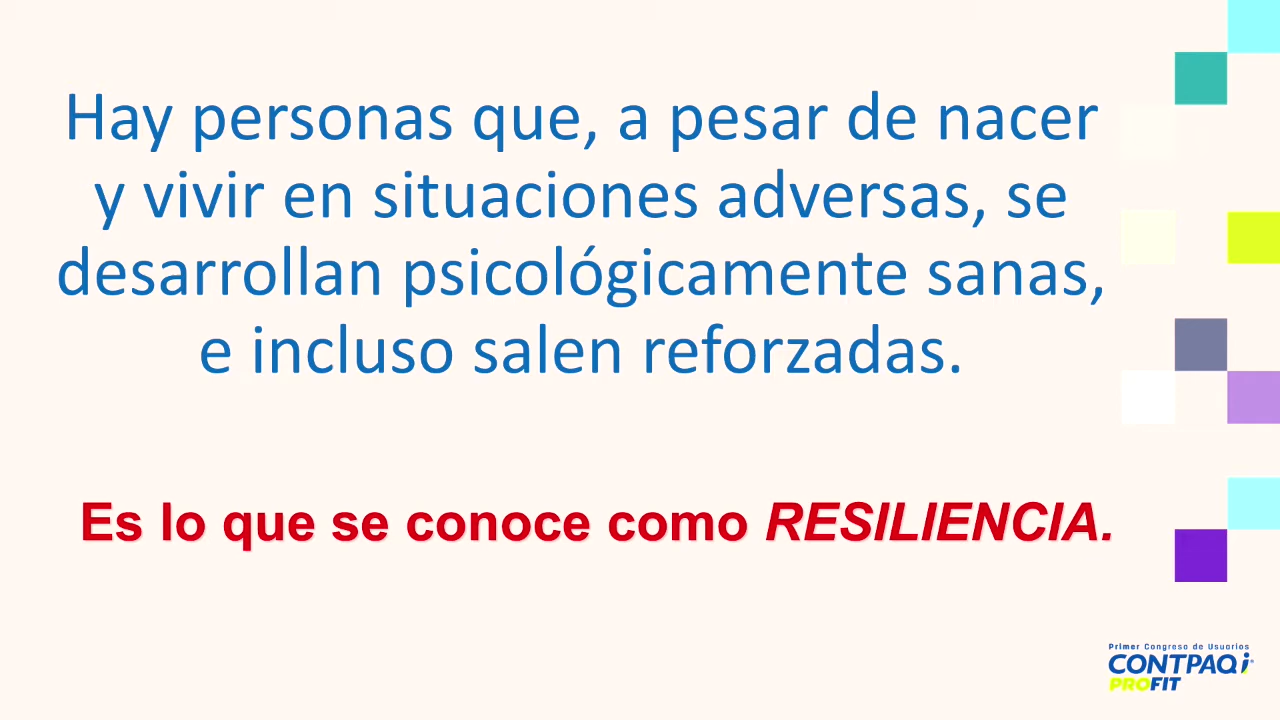 Hay personas que, a pesar de nacer
y vivir en situaciones adversas, se
desarrollan psicológicamente sanas,
e incluso salen reforzadas.
Es lo que se conoce como RESILIENCIA.
Primer Congreso de Usuarios
CONTPAQi®
PROFIT